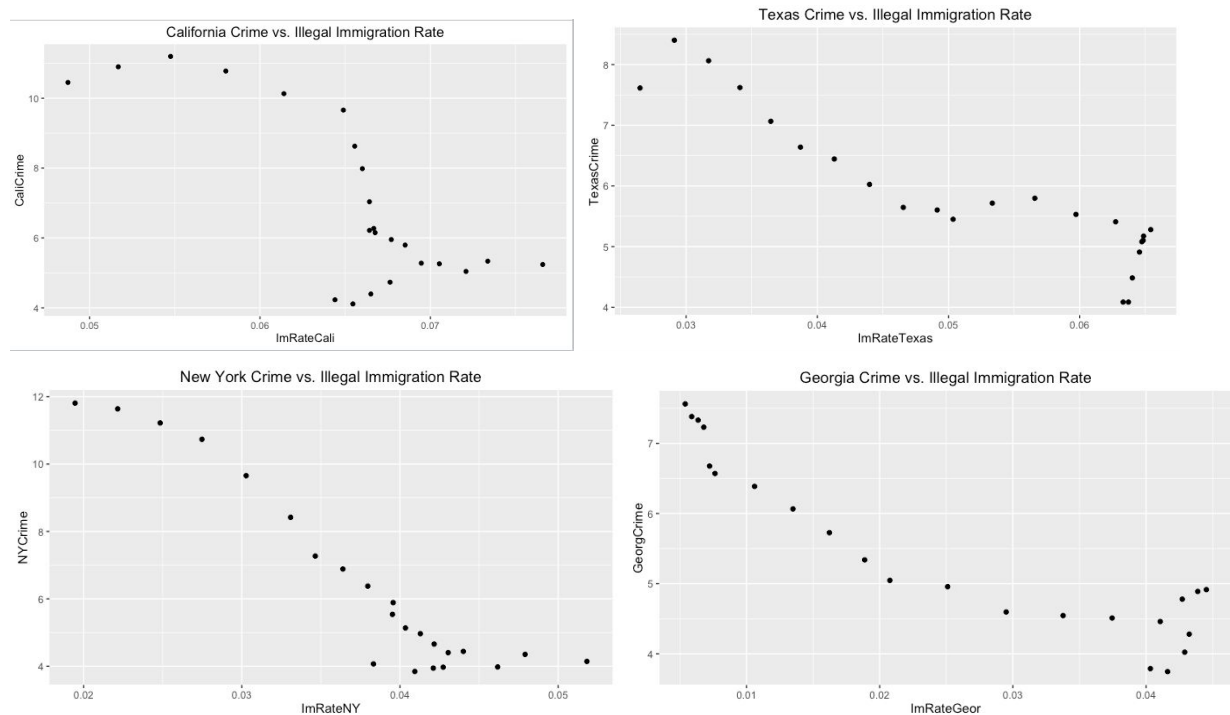 California Crime vs. Illegal Immigration Rate
CaliCrime
10
8
6
4
0.05 0.06 0.07
ImRateCali
Texas Crime vs. Illegal Immigration Rate
TexasCrime
8
7
6
5
4
0.03 0.04 0.05 0.06
ImRateTexas
New York Crime vs. Illegal Immigration Rate
NYCrime
12
10
8
6
4
0.02 0.03 0.04 0.05
ImRateNY
Georgia Crime vs. Illegal Immigration Rate
GeorgCrime
7
6
5
4
0.01 0.02 0.03 0.04
ImRateGeor